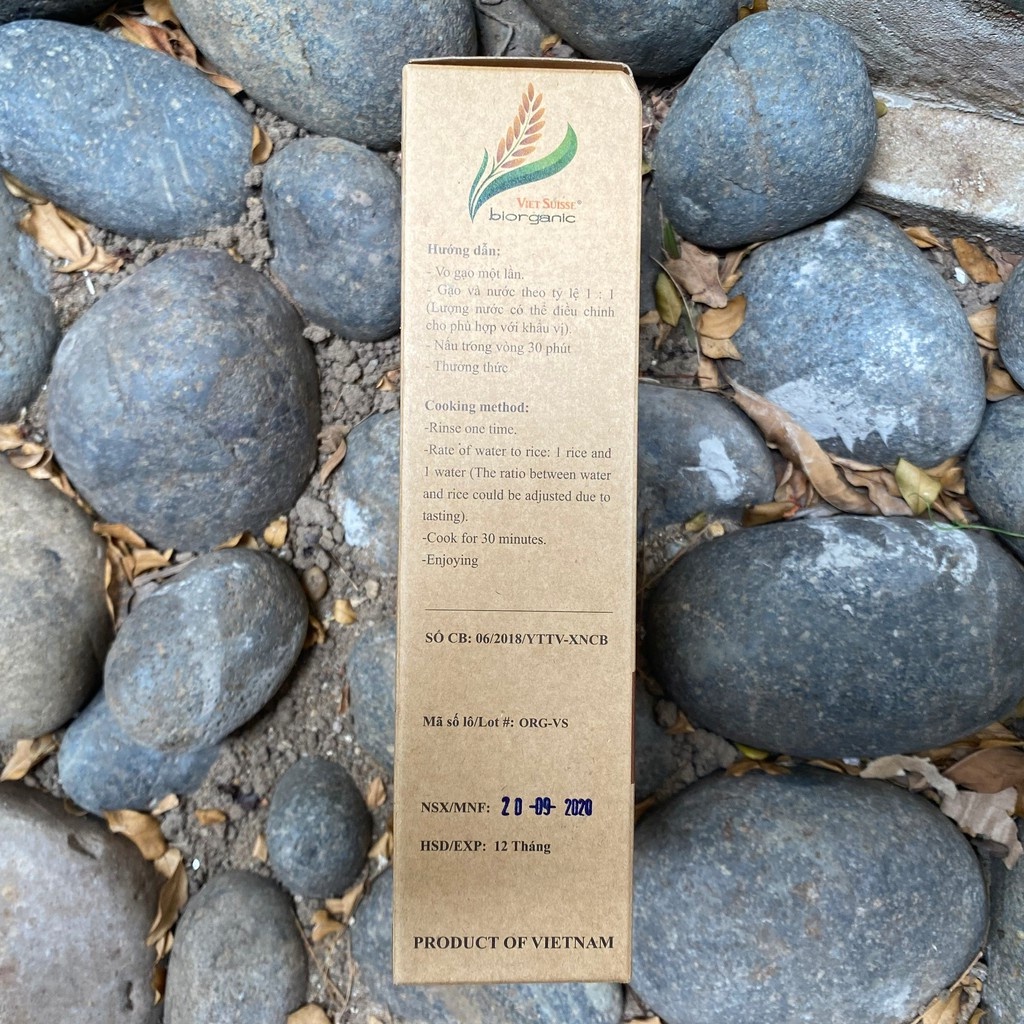 VIET SUISSE®
biorganic
Hướng dẫn:
- Vo gạo một lần.
- Gạo và nước theo tỷ lệ 1 : 1
(Lượng nước có thể điều chỉnh
cho phù hợp với khẩu vị).
- Nấu trong vòng 30 phút
- Thưởng thức
Cooking method:
-Rinse one time.
-Rate of water to rice: 1 rice and
1 water (The ratio between water
and rice could be adjusted due to
tasting).
-Cook for 30 minutes.
-Enjoying
SỐ CB: 06/2018/YTTV-XNCB
Mã số lô/Lot #: ORG-VS
NSX/MNF: 20-09-2020
HSD/EXP: 12 Tháng
PRODUCT OF VIETNAM